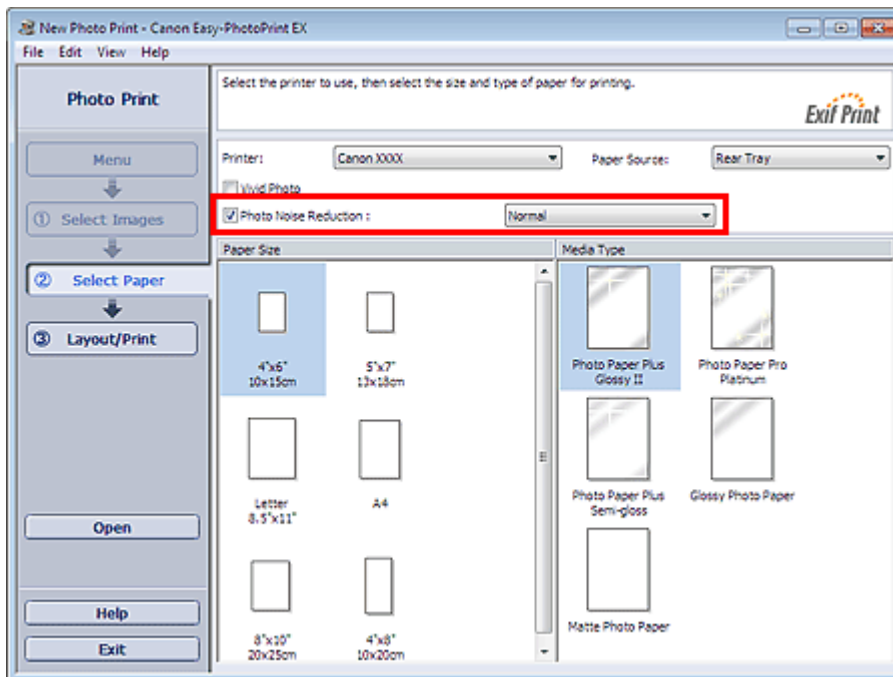 New Photo Print - Canon Easy-PhotoPrint EX
File Edit View Help
Photo Print
Select the printer to use, then select the size and type of paper for printing.
Exif Print
Menu
① Select Images
② Select Paper
③ Layout/Print
Open
Help
Exit
Printer: Canon XXXX Paper Source: Rear Tray
Vivid Photo
Photo Noise Reduction : Normal
Paper Size
4"x6"
10x15cm
5"x7"
13x18cm
Letter
8.5"x11"
A4
8"x10"
20x25cm
4"x8"
10x20cm
Media Type
Photo Paper Plus
Glossy II
Photo Paper Pro
Platinum
Photo Paper Plus
Semi-gloss
Glossy Photo Paper
Matte Photo Paper